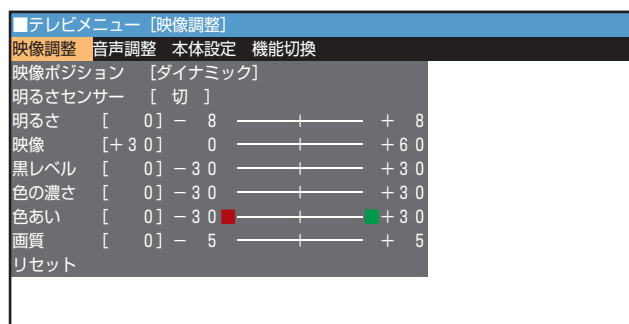 ■テレビメニュー［映像調整］
映像調整 音声調整 本体設定 機能切換
映像ポジション ［ダイナミック］
明るさセンサー ［ 切 ］
明るさ ［ 0］－ 8 ＋ 8
映像 ［＋30］ 0 ＋60
黒レベル ［ 0］－30 ＋30
色の濃さ ［ 0］－30 ＋30
色あい ［ 0］－30 ＋30
画質 ［ 0］－ 5 ＋ 5
リセット